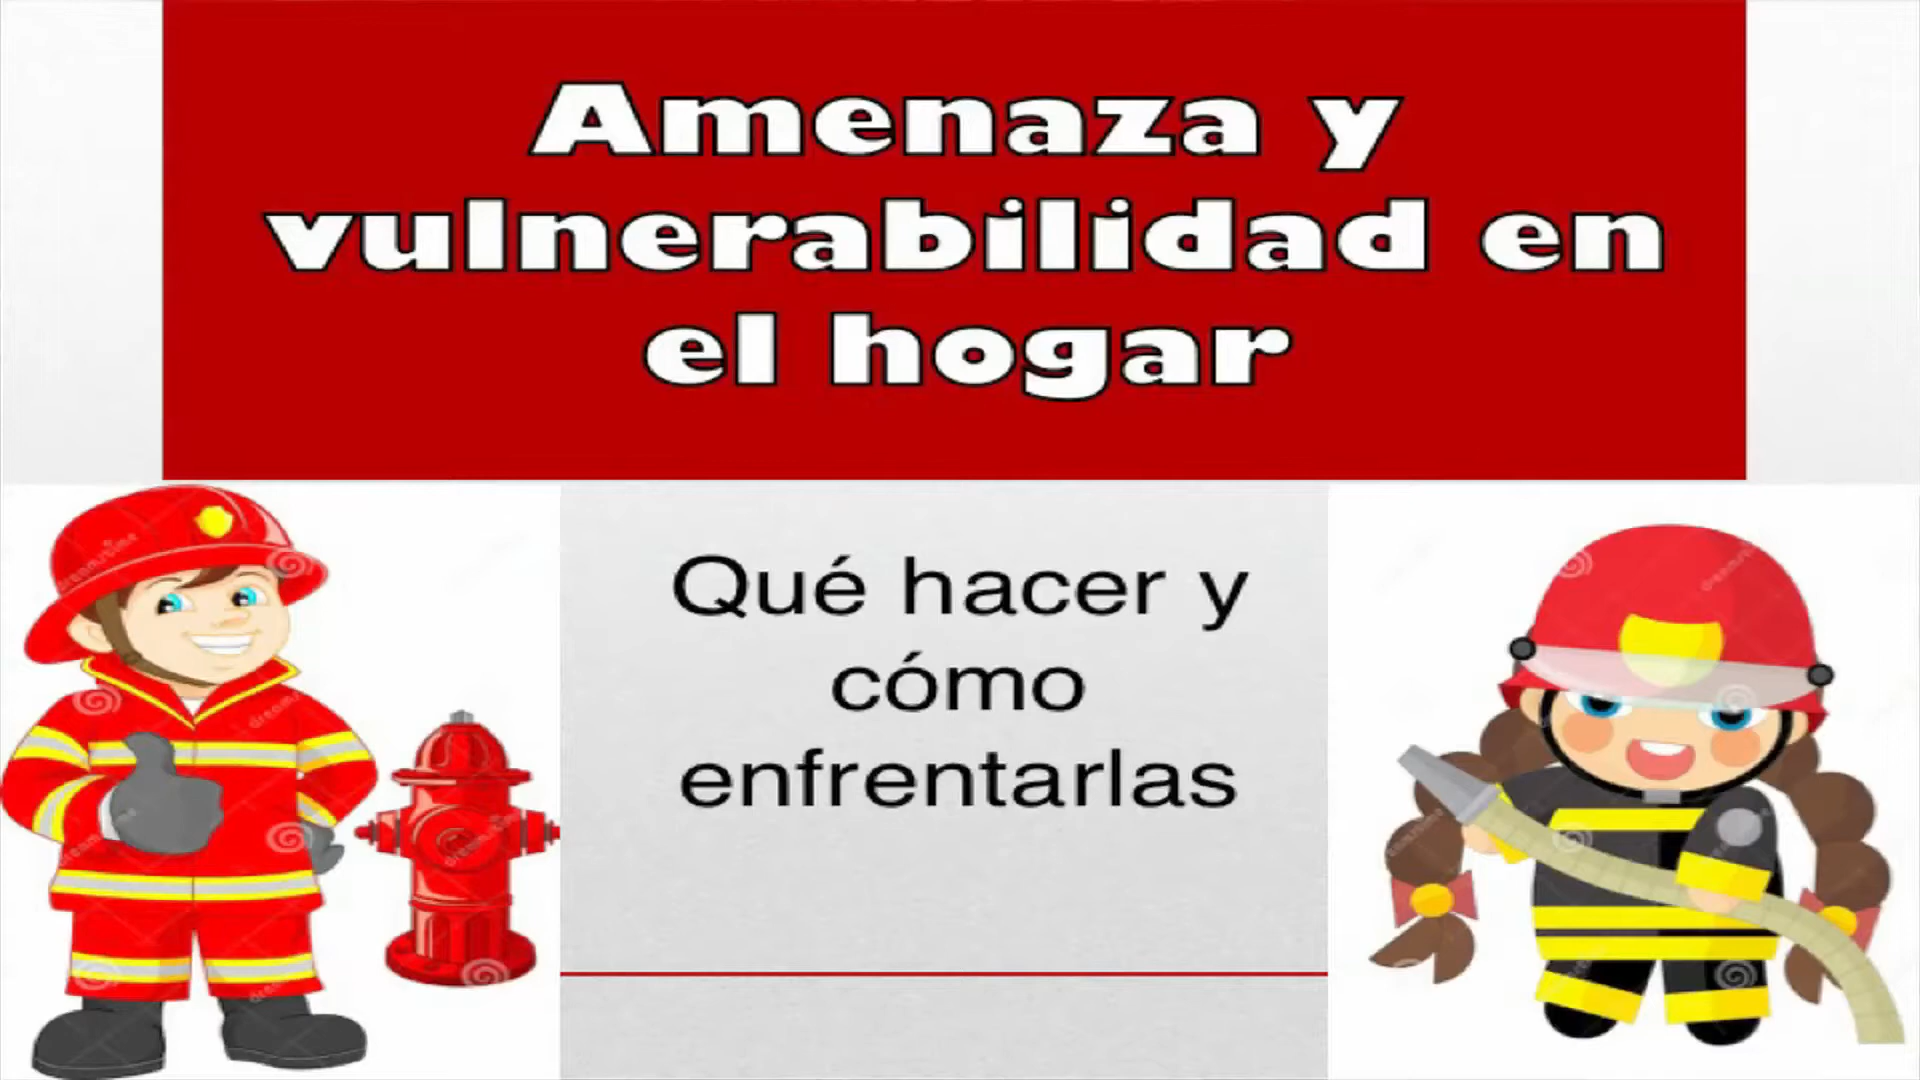 Amenaza y
vulnerabilidad en
el hogar
Qué hacer y
cómo
enfrentarlas